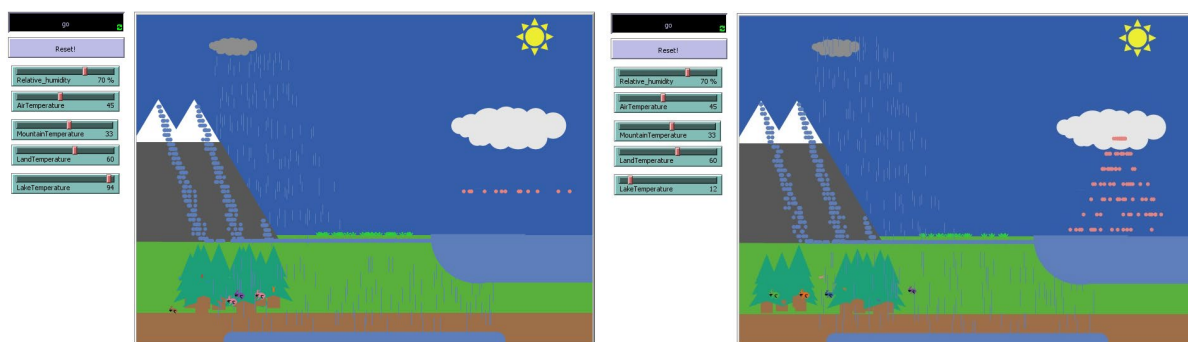 go
Reset!
Relative_humidity 70 %
AirTemperature 45
MountainTemperature 33
LandTemperature 60
LakeTemperature 94
go
Reset!
Relative_humidity 70 %
AirTemperature 45
MountainTemperature 33
LandTemperature 60
LakeTemperature 12